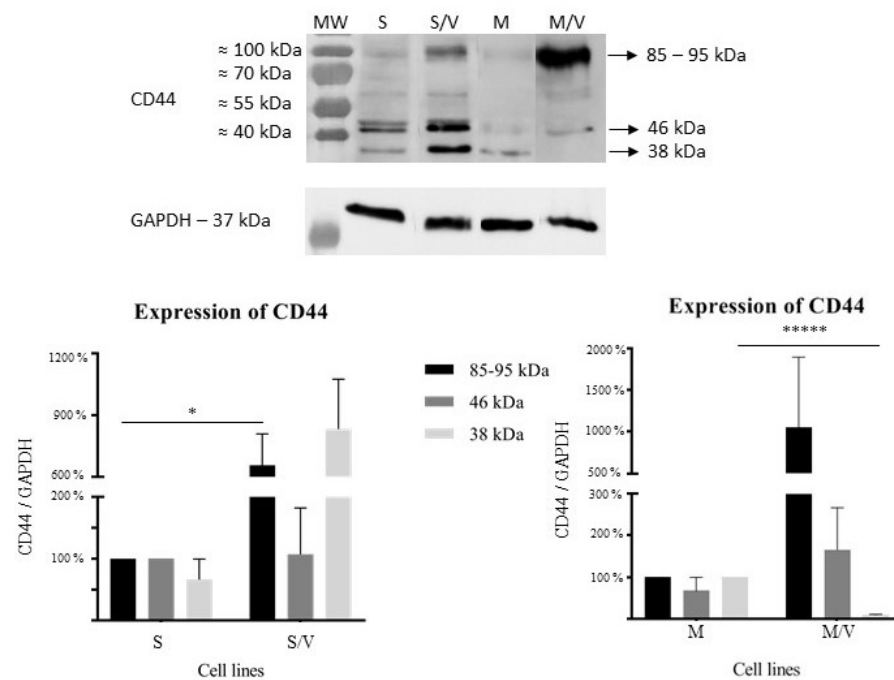 MW S S/V M M/V
≈ 100 kDa
≈ 70 kDa
≈ 55 kDa
≈ 40 kDa
CD44
85 – 95 kDa
46 kDa
38 kDa
GAPDH – 37 kDa
Expression of CD44
1200 %
900 %
600 %
200 %
100 %
CD44 / GAPDH
*
S S/V
Cell lines
85-95 kDa
46 kDa
38 kDa
Expression of CD44
*****
2000 %
1000 %
500 %
300 %
200 %
100 %
CD44 / GAPDH
M M/V
Cell lines